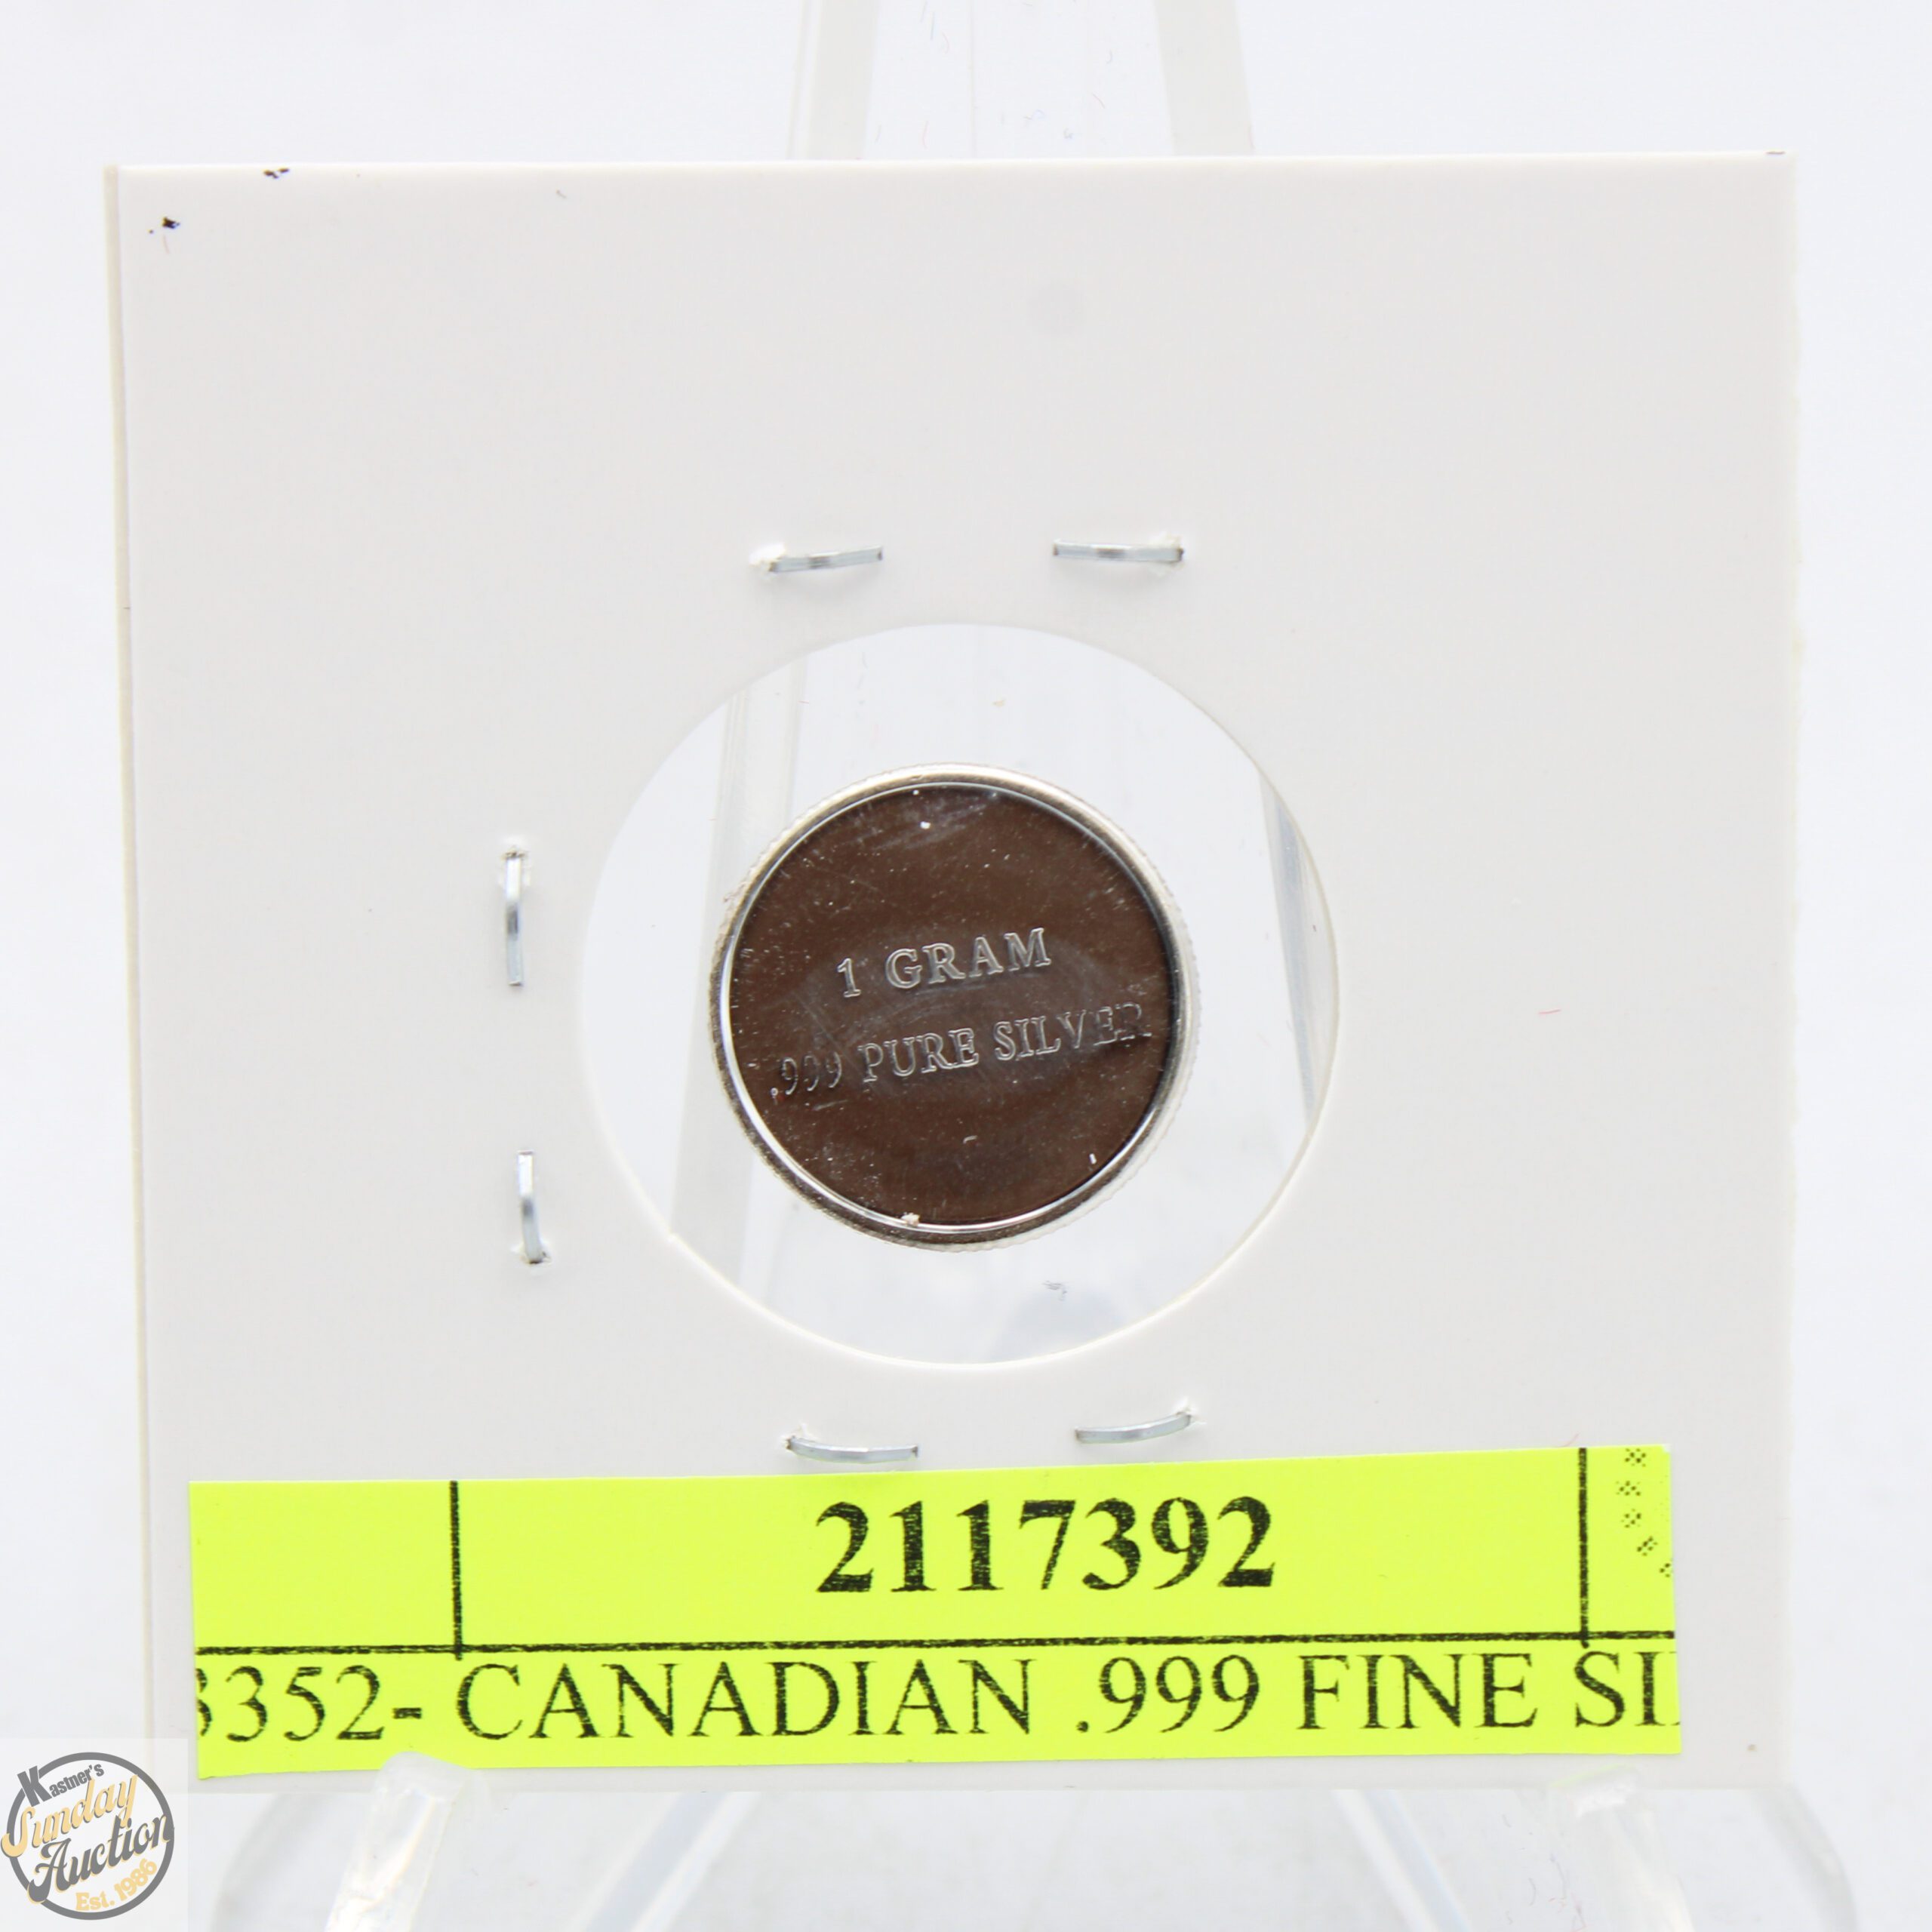 1 GRAM
.999 PURE SILVER
2117392
3352- CANADIAN .999 FINE SI
Kastner's
Sunday
Auction
Est. 1986